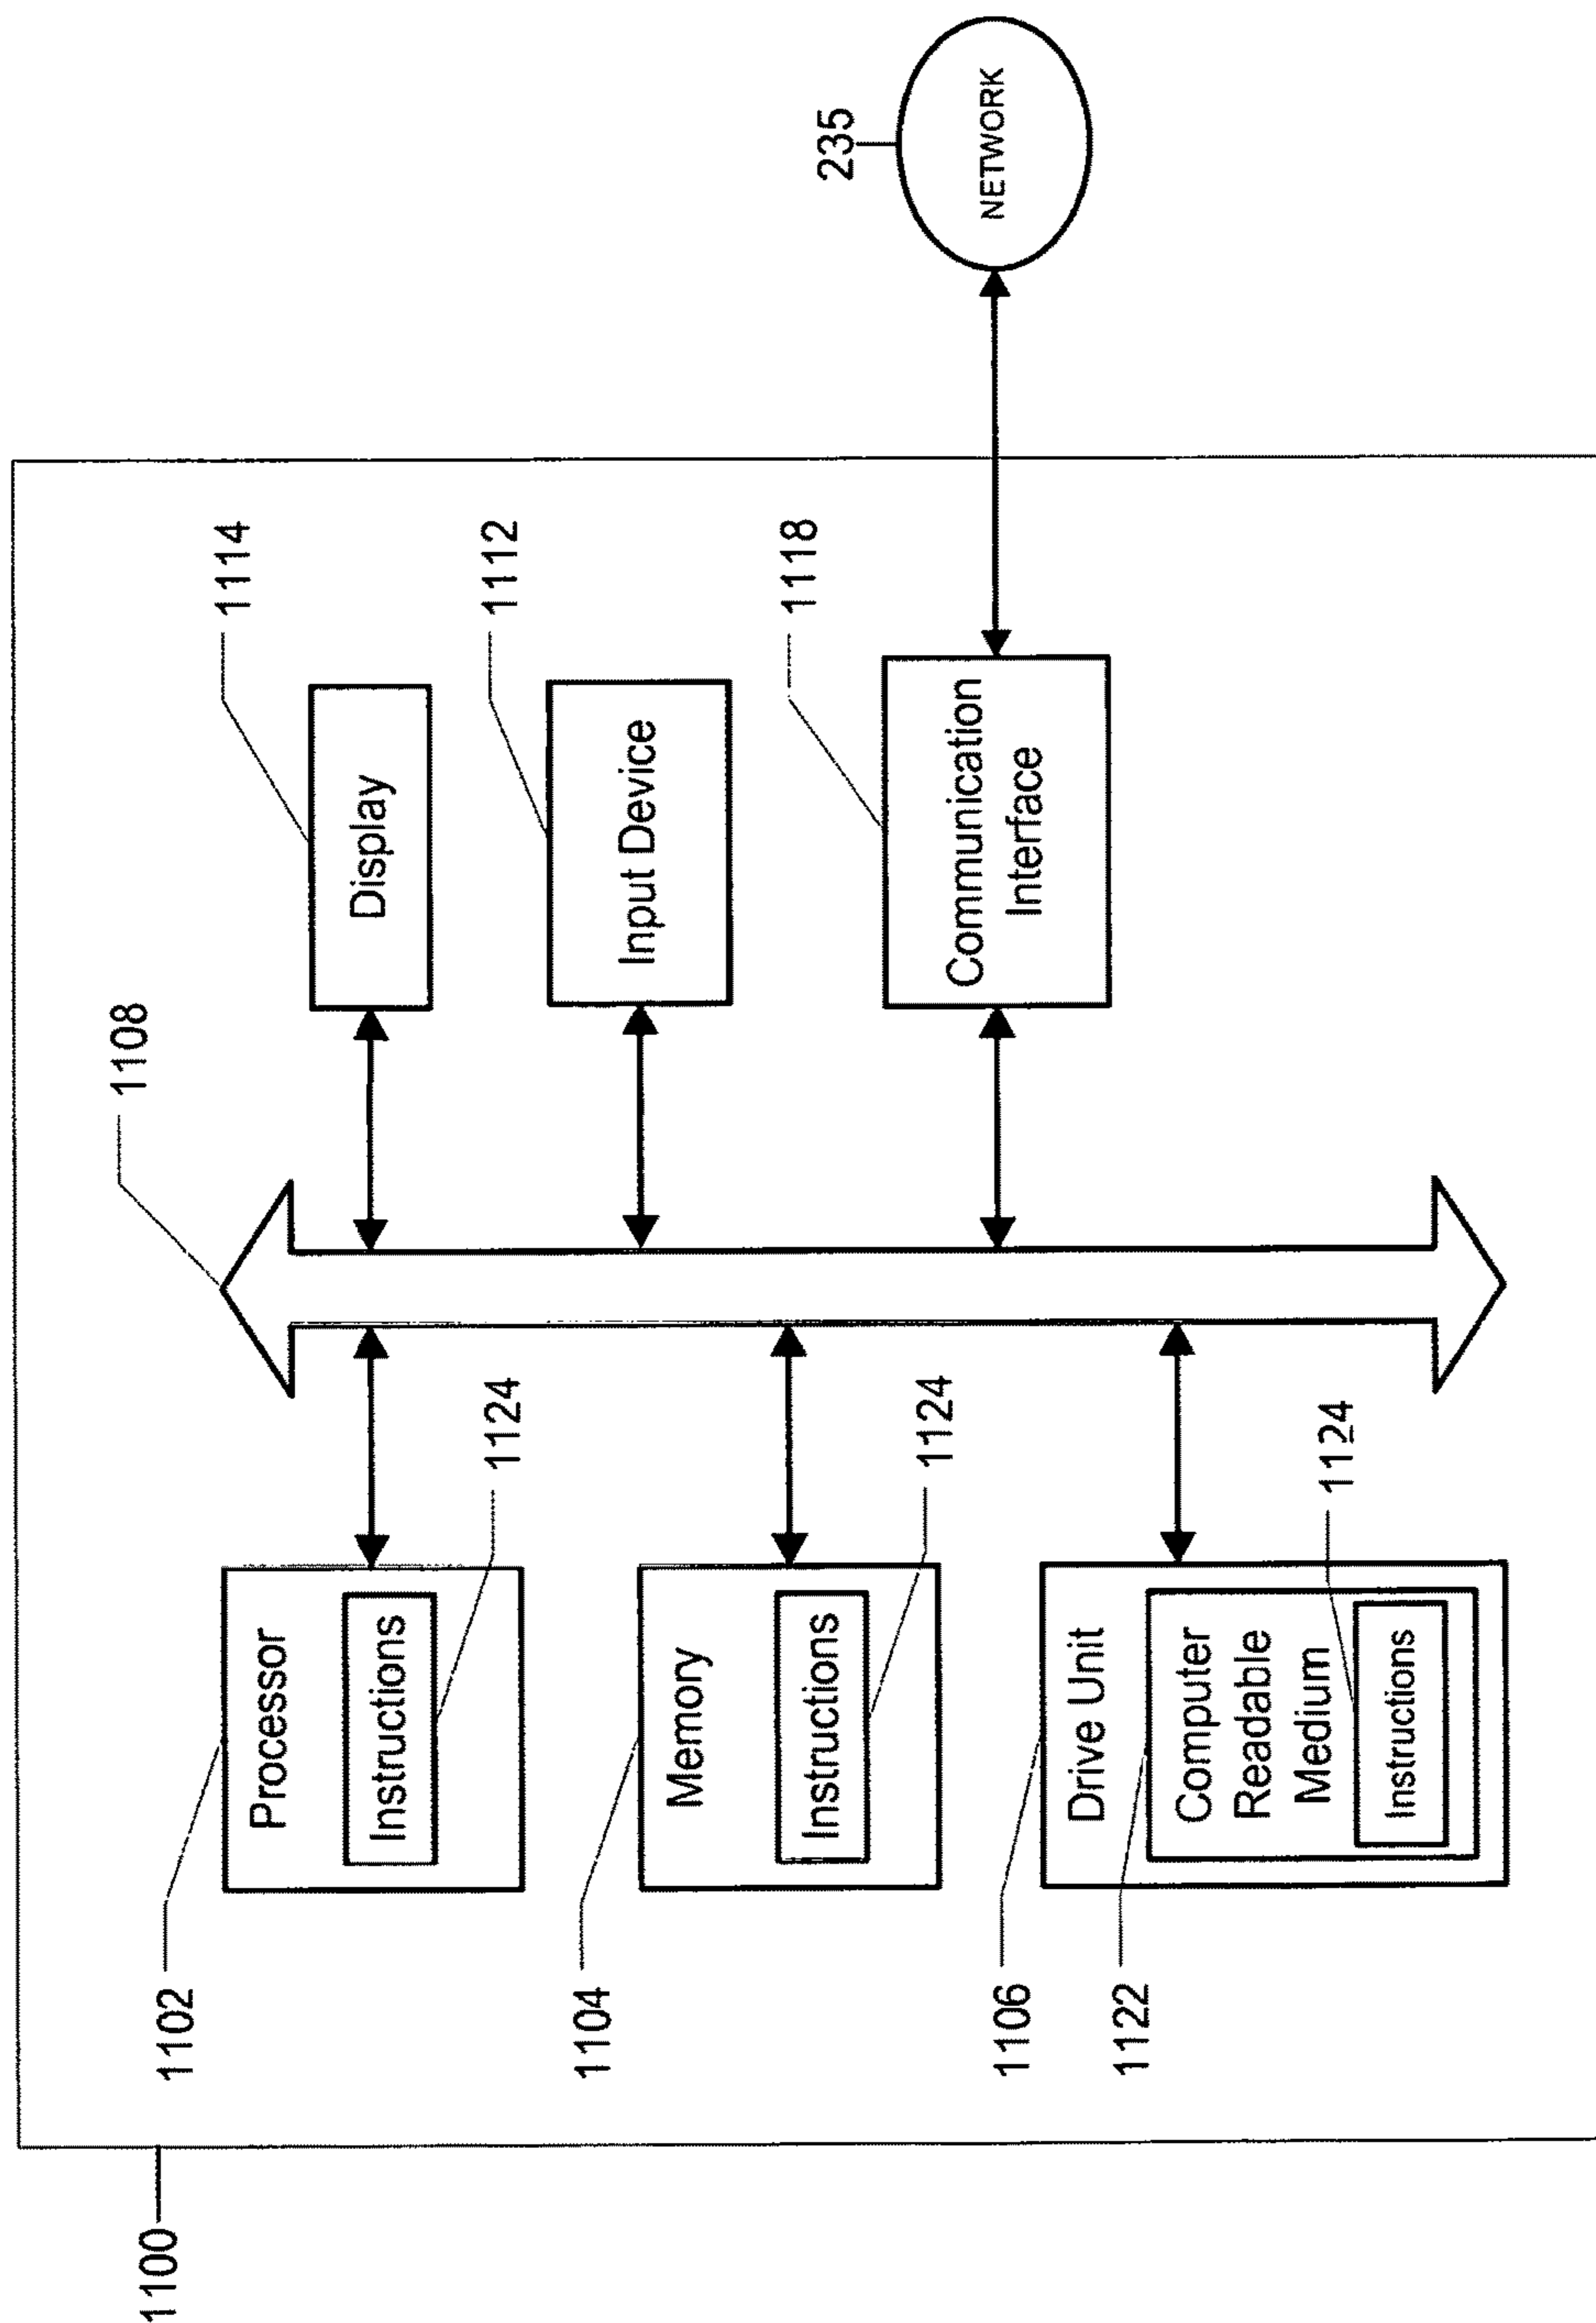 1100
1102
Processor
Instructions
1124
1104
Memory
Instructions
1124
1106
1122
Drive Unit
Computer
Readable
Medium
Instructions
1124
1108
Display
1114
Input Device
1112
Communication
Interface
1118
235
NETWORK